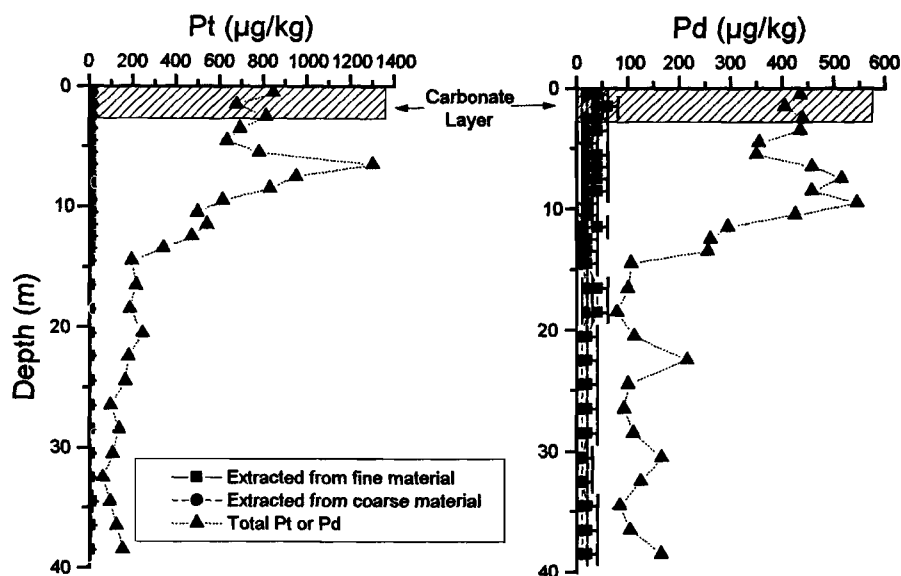 Pt (µg/kg)
0 200 400 600 800 1000 1200 1400
Pd (µg/kg)
0 100 200 300 400 500 600
Carbonate
Layer
Depth (m)
0
10
20
30
40
0
10
20
30
40
Extracted from fine material
Extracted from coarse material
Total Pt or Pd